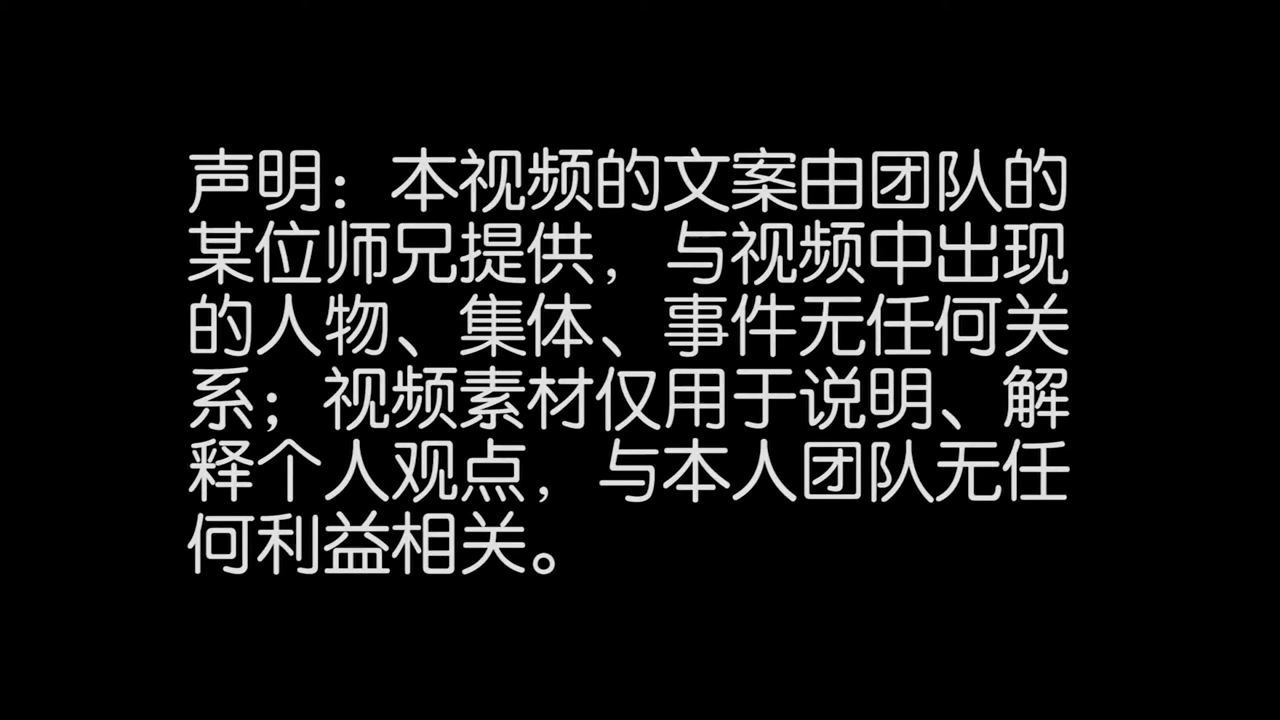 声明：本视频的文案由团队的
某位师兄提供，与视频中出现
的人物、集体、事件无任何关
系；视频素材仅用于说明、解
释个人观点，与本人团队无任
何利益相关。